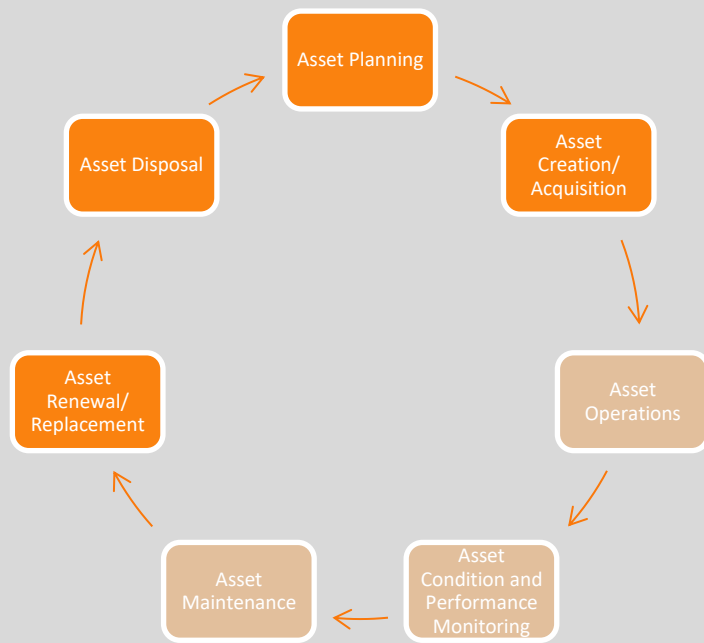 Asset Planning
Asset
Creation/
Acquisition
Asset
Operations
Asset
Condition and
Performance
Monitoring
Asset
Maintenance
Asset
Renewal/
Replacement
Asset Disposal